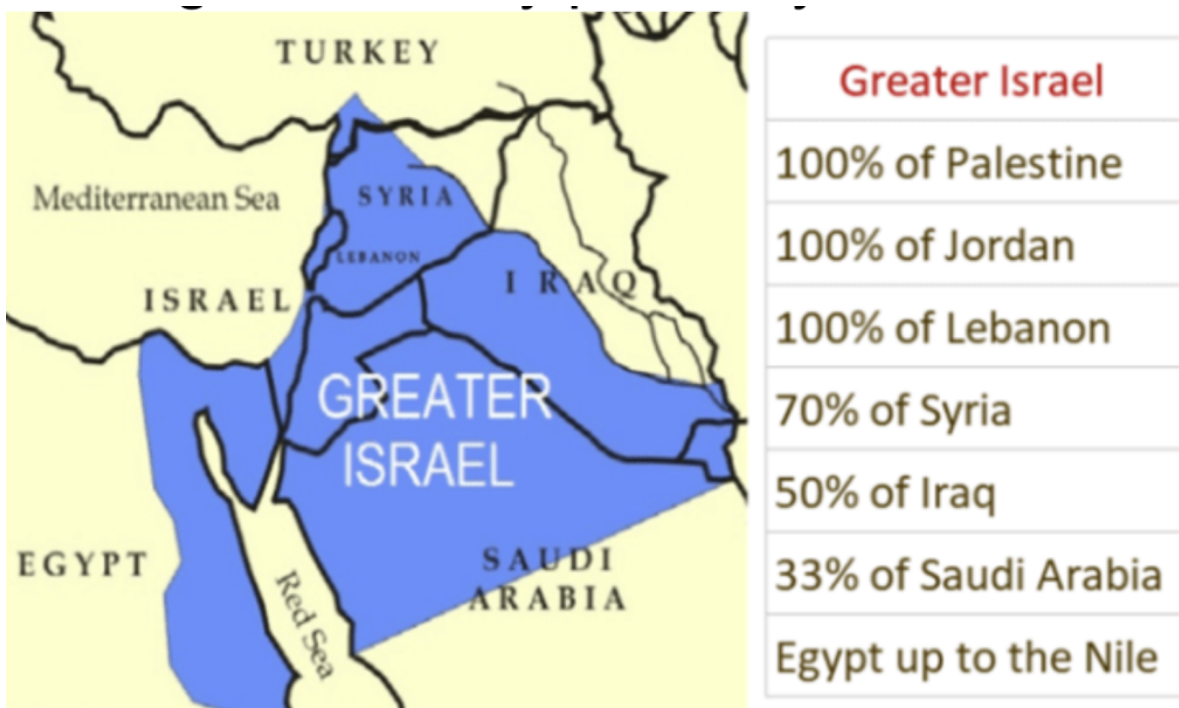 TURKEY
Mediterranean Sea
SYRIA
LEBANON
ISRAEL
IRAQ
GREATER
ISRAEL
EGYPT
Red Sea
SAUDI
ARABIA
Greater Israel
100% of Palestine
100% of Jordan
100% of Lebanon
70% of Syria
50% of Iraq
33% of Saudi Arabia
Egypt up to the Nile